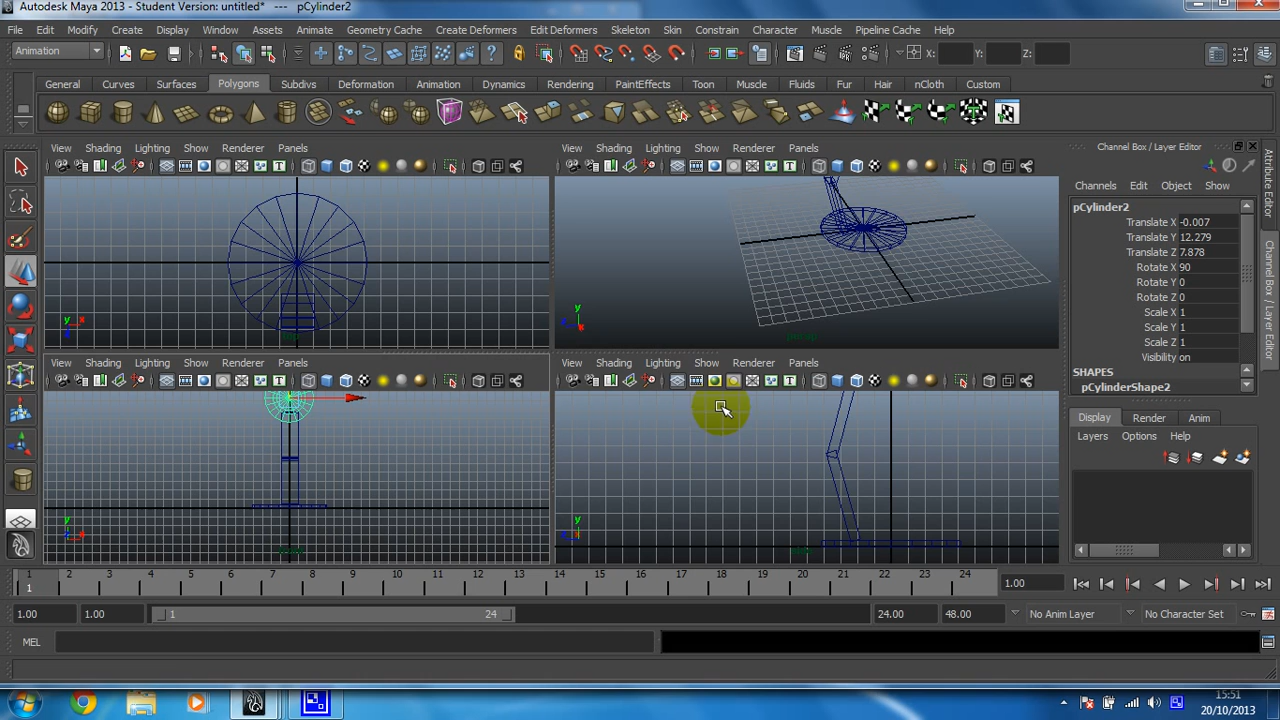 Autodesk Maya 2013 - Student Version: untitled*   ---   pCylinder2
File Edit Modify Create Display Window Assets Animate Geometry Cache Create Deformers Edit Deformers Skeleton Skin Constrain Character Muscle Pipeline Cache Help
Animation X: Y: Z:
General Curves Surfaces Polygons Subdivs Deformation Animation Dynamics Rendering PaintEffects Toon Muscle Fluids Fur Hair nCloth Custom
View Shading Lighting Show Renderer Panels
View Shading Lighting Show Renderer Panels
Channel Box / Layer Editor
Channels Edit Object Show
pCylinder2
Translate X -0.007
Translate Y 12.279
Translate Z 7.878
Rotate X 90
Rotate Y 0
Rotate Z 0
Scale X 1
Scale Y 1
Scale Z 1
Visibility on
SHAPES
pCylinderShape2
Attribute Editor
Channel Box / Layer Editor
y x
y x
persp
View Shading Lighting Show Renderer Panels
View Shading Lighting Show Renderer Panels
y
y
Display Render Anim
Layers Options Help
1 2 3 4 5 6 7 8 9 10 11 12 13 14 15 16 17 18 19 20 21 22 23 24
1
1.00
1.00 1.00 1 24 24.00 48.00 No Anim Layer No Character Set
MEL
15:51
20/10/2013